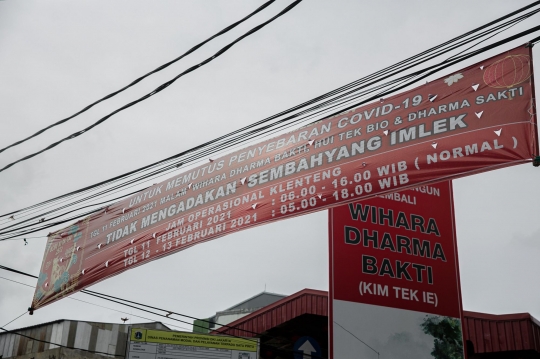 UNTUK MEMUTUS PENYEBARAN COVID-19
TGL 11 FEBRUARI 2021 MALAM WIHARA DHARMA BAKTI, HUI TEK BIO & DHARMA SAKTI
TIDAK MENGADAKAN SEMBAHYANG IMLEK
JAM OPERASIONAL KLENTENG :
TGL 11 FEBRUARI 2021 : 06.00 - 16.00 WIB ( NORMAL )
TGL 12 - 13 FEBRUARI 2021 : 05.00 - 18.00 WIB
WIHARA
DHARMA
BAKTI
(KIM TEK IE)